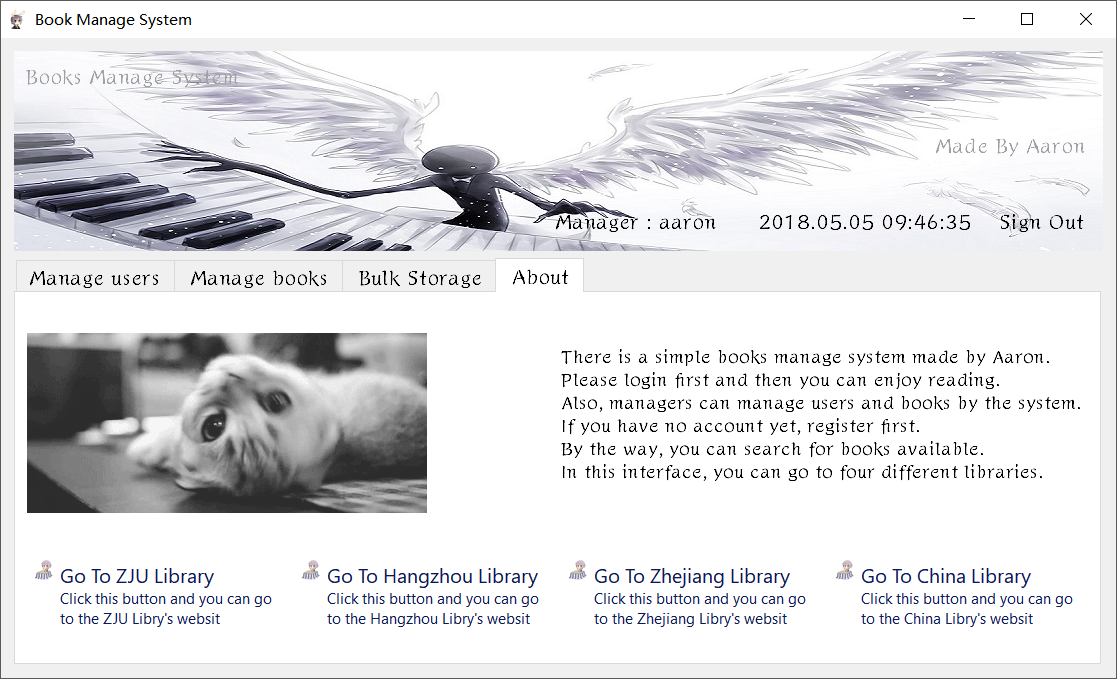 Book Manage System
Books Manage System
Made By Aaron
Manager : aaron 2018.05.05 09:46:35 Sign Out
Manage users Manage books Bulk Storage About
There is a simple books manage system made by Aaron.
Please login first and then you can enjoy reading.
Also, managers can manage users and books by the system.
If you have no account yet, register first.
By the way, you can search for books available.
In this interface, you can go to four different libraries.
Go To ZJU Library
Click this button and you can go
to the ZJU Libry's websit
Go To Hangzhou Library
Click this button and you can go
to the Hangzhou Libry's websit
Go To Zhejiang Library
Click this button and you can go
to the Zhejiang Libry's websit
Go To China Library
Click this button and you can go
to the China Libry's websit